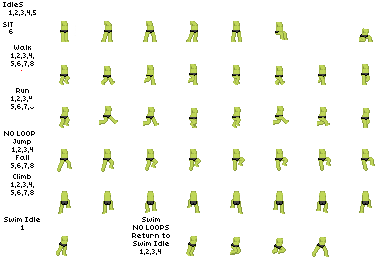 IdleS
1,2,3,4,5
SIT
6
Walk
1,2,3,4,
5,6,7,8
Run
1,2,3,4
5,6,7,8
NO LOOP
Jump
1,2,3,4
Fall
5,6,7,8
Climb
1,2,3,4,
5,6,7,8
Swim Idle
1
Swim
NO LOOPS
Return to
Swim Idle
1,2,3,4